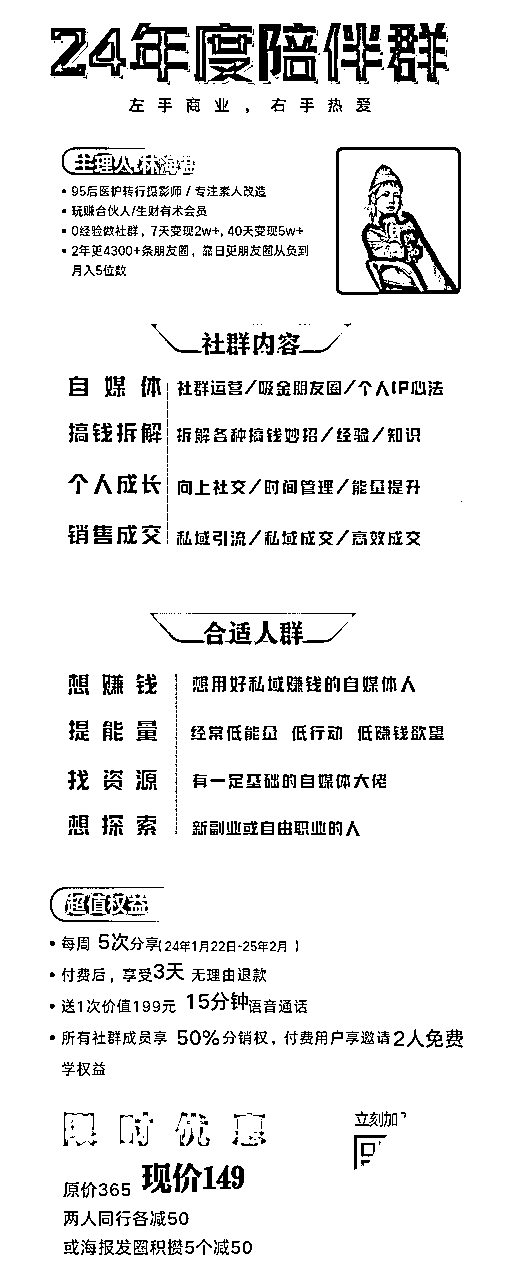 24年度陪伴群
左手商业，右手热爱
主理人:林海
• 95后医护转行摄影师 / 专注素人改造
• 玩赚合伙人/生财有术会员
• 0经验做社群，7天变现2w+, 40天变现5w+
• 2年更4300+条朋友圈，靠日更朋友圈从负到
月入5位数
社群内容
自媒体 社群运营/吸金朋友圈/个人IP心法
搞钱拆解 拆解各种搞钱妙招/经验/知识
个人成长 向上社交/时间管理/能量提升
销售成交 私域引流/私域成交/高效成交
合适人群
想赚钱 想用好私域赚钱的自媒体人
提能量 经常低能量 低行动 低赚钱欲望
找资源 有一定基础的自媒体大佬
想探索 新副业或自由职业的人
超值权益
• 每周 5次分享(24年1月22日-25年2月 )
• 付费后，享受3天 无理由退款
• 送1次价值199元 15分钟语音通话
• 所有社群成员享 50%分销权，付费用户享邀请2人免费
学权益
限时优惠
立刻加
原价365 现价149
两人同行各减50
或海报发圈积攒5个减50